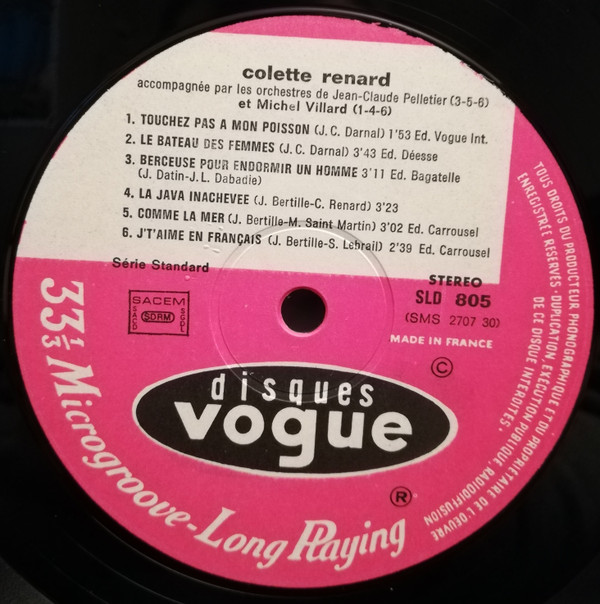 colette renard
accompagnée par les orchestres de Jean-Claude Pelletier (3-5-6)
et Michel Villard (1-4-6)
1. TOUCHEZ PAS A MON POISSON (J.C. Darnal) 1'53 Ed. Vogue Int.
2. LE BATEAU DES FEMMES (J.C. Darnal) 3'43 Ed. Déesse
3. BERCEUSE POUR ENDORMIR UN HOMME 3'11 Ed. Bagatelle
(J. Datin-J.L. Dabadie)
4. LA JAVA INACHEVEE (J. Bertille-C. Renard) 3'23
5. COMME LA MER (J. Bertille-M. Saint Martin) 3'02 Ed. Carrousel
6. J'T'AIME EN FRANÇAIS (J. Bertille-S. Lebrail) 2'39 Ed. Carrousel
Série Standard
STEREO
SLD 805
(SMS 2707 30)
MADE IN FRANCE
SACEM
SACD SDRM SGDL
©
disques
vogue
®
33 1/3 Microgroove-Long Playing
TOUS DROITS DU PRODUCTEUR PHONOGRAPHIQUE ET DU PROPRIETAIRE DE L'OEUVRE
ENREGISTRÉE RESERVES · DUPLICATION EXECUTION PUBLIQUE RADIODIFFUSION
DE CE DISQUE INTERDITES.